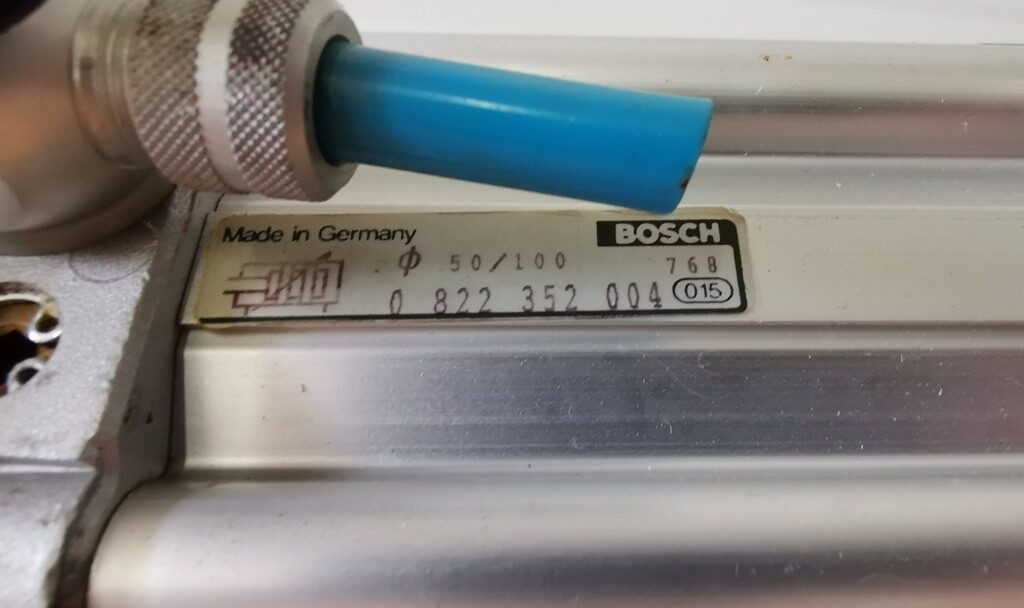 Made in Germany BOSCH
Φ 50/100 768
0 822 352 004 015